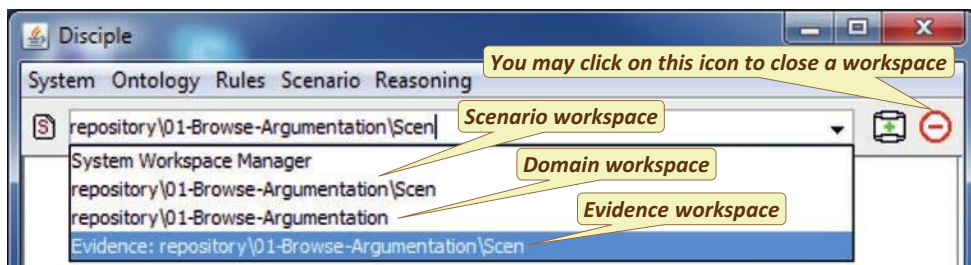 Disciple
You may click on this icon to close a workspace
System Ontology Rules Scenario Reasoning
S
repository\01-Browse-Argumentation\Scen
Scenario workspace
System Workspace Manager
Domain workspace
repository\01-Browse-Argumentation\Scen
repository\01-Browse-Argumentation
Evidence workspace
Evidence: repository\01-Browse-Argumentation\Scen